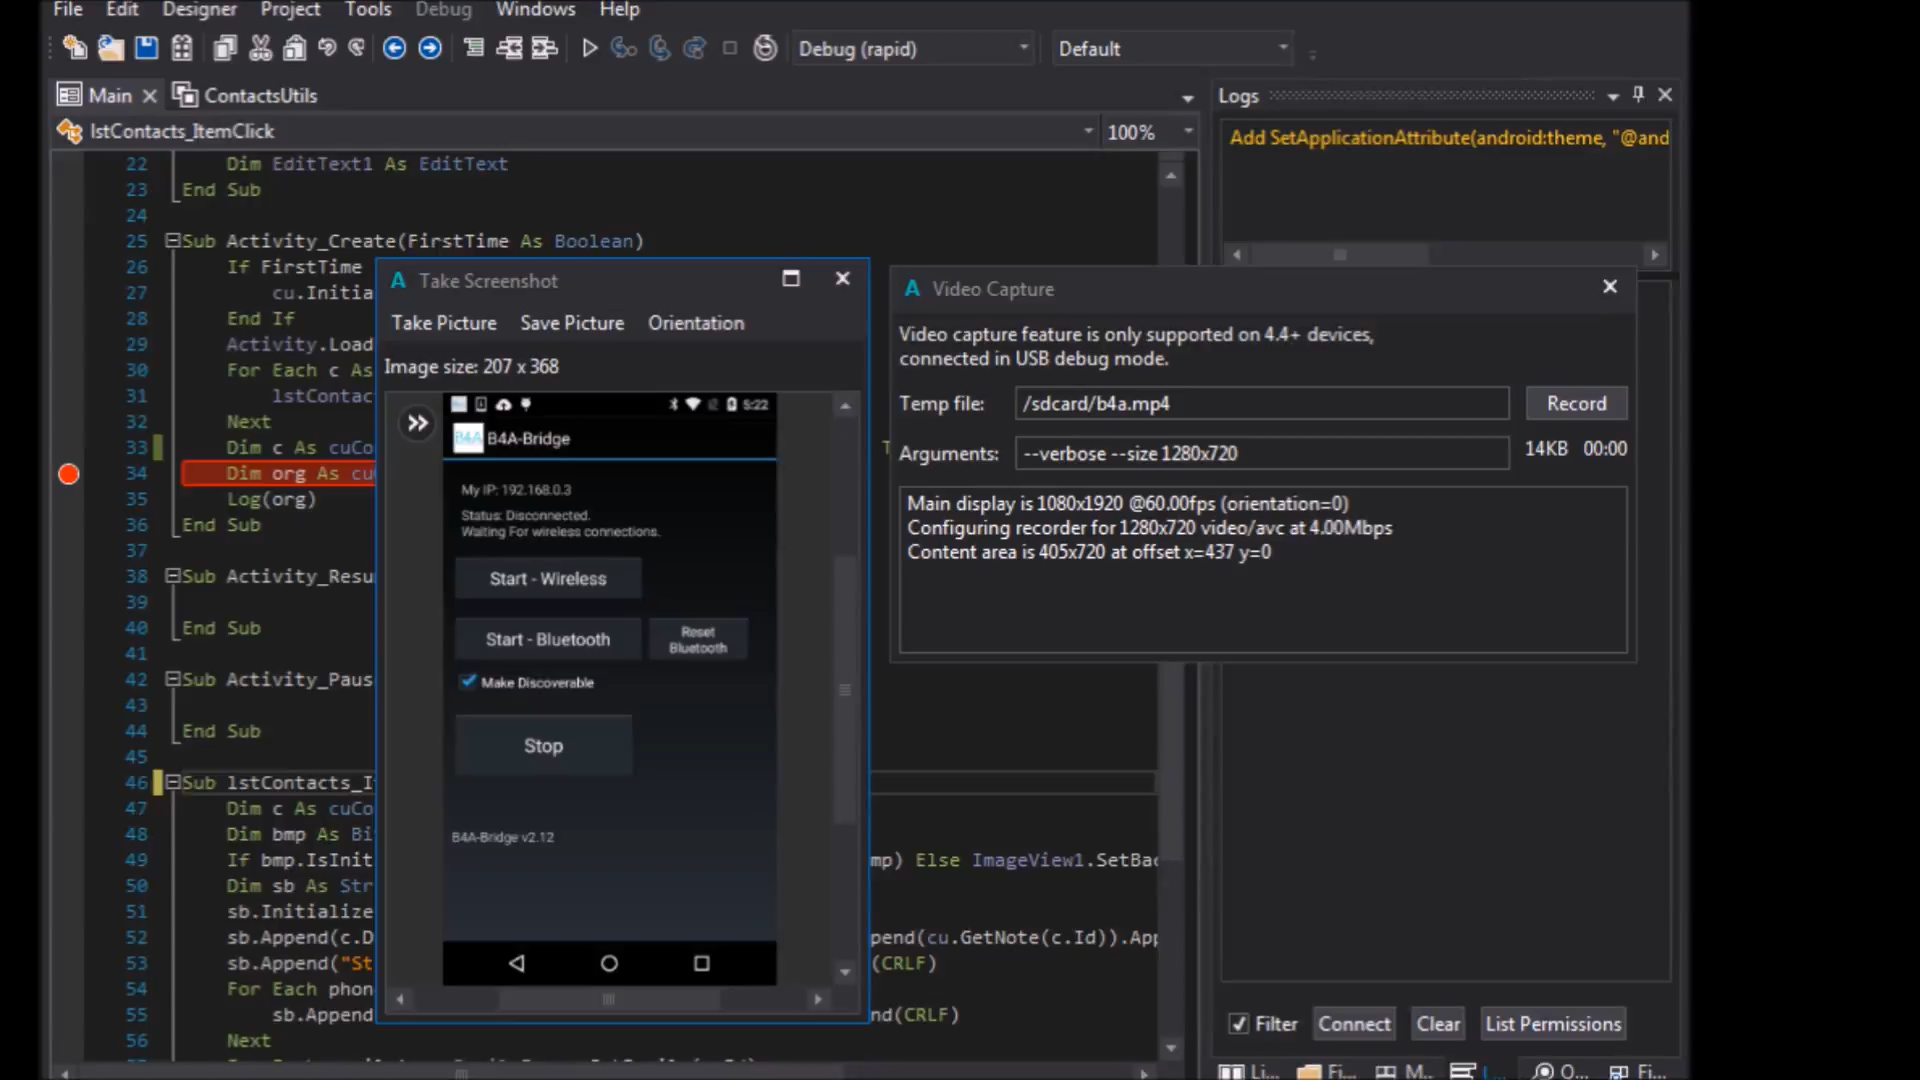 File Edit Designer Project Tools Debug Windows Help
Debug (rapid) Default
Main ContactsUtils
lstContacts_ItemClick 100%
22 Dim EditText1 As EditText
23 End Sub
24
25 Sub Activity_Create(FirstTime As Boolean)
26 If FirstTime
27 cu.Initia
28 End If
29 Activity.Load
30 For Each c As
31 lstContac
32 Next
33 Dim c As cuCo
34 Dim org As cu
35 Log(org)
36 End Sub
37
38 Sub Activity_Resu
39
40 End Sub
41
42 Sub Activity_Paus
43
44 End Sub
45
46 Sub lstContacts_I
47 Dim c As cuCo
48 Dim bmp As Bi
49 If bmp.IsInit mp) Else ImageView1.SetBac
50 Dim sb As Str
51 sb.Initialize
52 sb.Append(c.D pend(cu.GetNote(c.Id)).App
53 sb.Append("St (CRLF)
54 For Each phon
55 sb.Append nd(CRLF)
56 Next
A Take Screenshot
Take Picture Save Picture Orientation
Image size: 207 x 368
5:22
B4A B4A-Bridge
My IP: 192.168.0.3
Status: Disconnected.
Waiting For wireless connections.
Start - Wireless
Start - Bluetooth
Reset
Bluetooth
Make Discoverable
Stop
B4A-Bridge v2.12
Logs
Add SetApplicationAttribute(android:theme, "@and
A Video Capture
Video capture feature is only supported on 4.4+ devices,
connected in USB debug mode.
Temp file: /sdcard/b4a.mp4 Record
Arguments: --verbose --size 1280x720 14KB 00:00
Main display is 1080x1920 @60.00fps (orientation=0)
Configuring recorder for 1280x720 video/avc at 4.00Mbps
Content area is 405x720 at offset x=437 y=0
Filter Connect Clear List Permissions
Li... Fi... M... L... O... Fi...